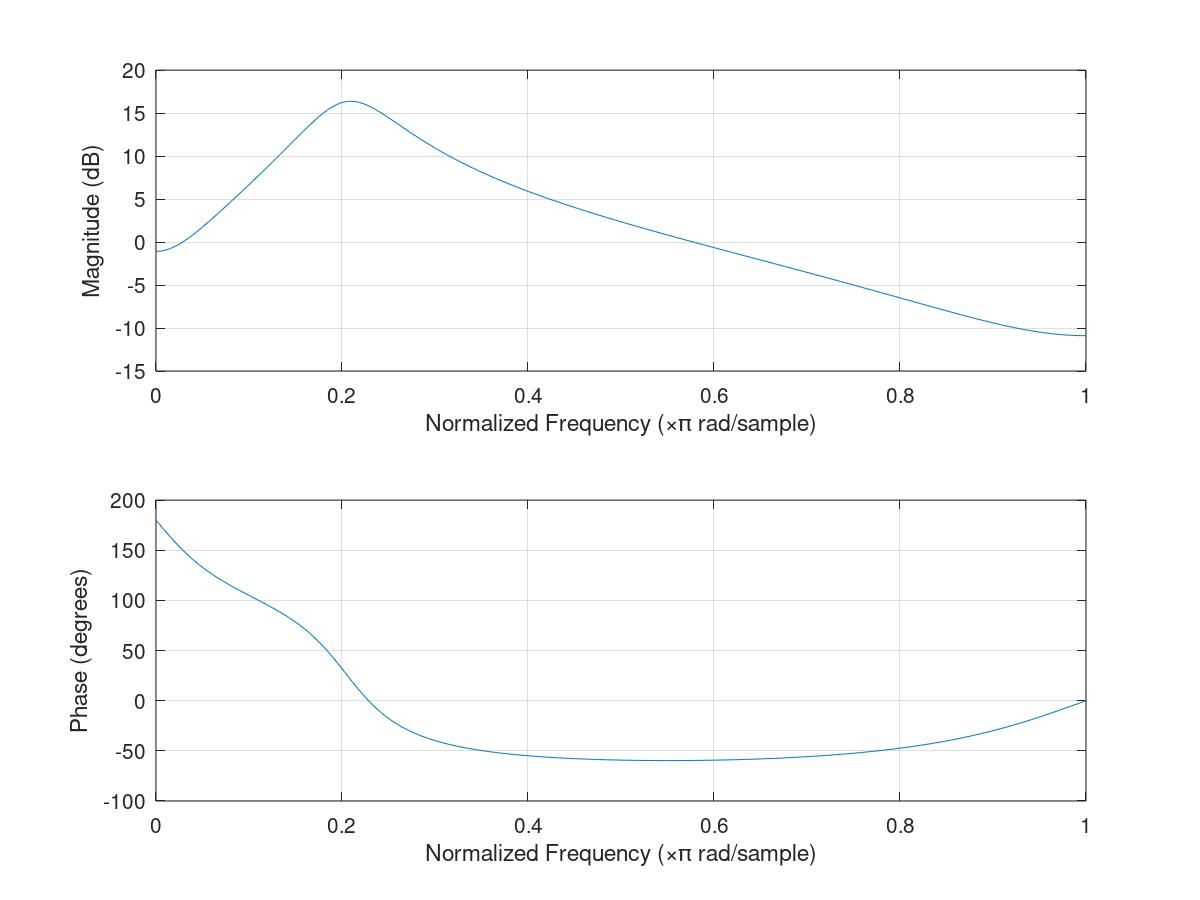 20
15
10
5
0
-5
-10
-15
Magnitude (dB)
0 0.2 0.4 0.6 0.8 1
Normalized Frequency (×π rad/sample)
200
150
100
50
0
-50
-100
Phase (degrees)
0 0.2 0.4 0.6 0.8 1
Normalized Frequency (×π rad/sample)